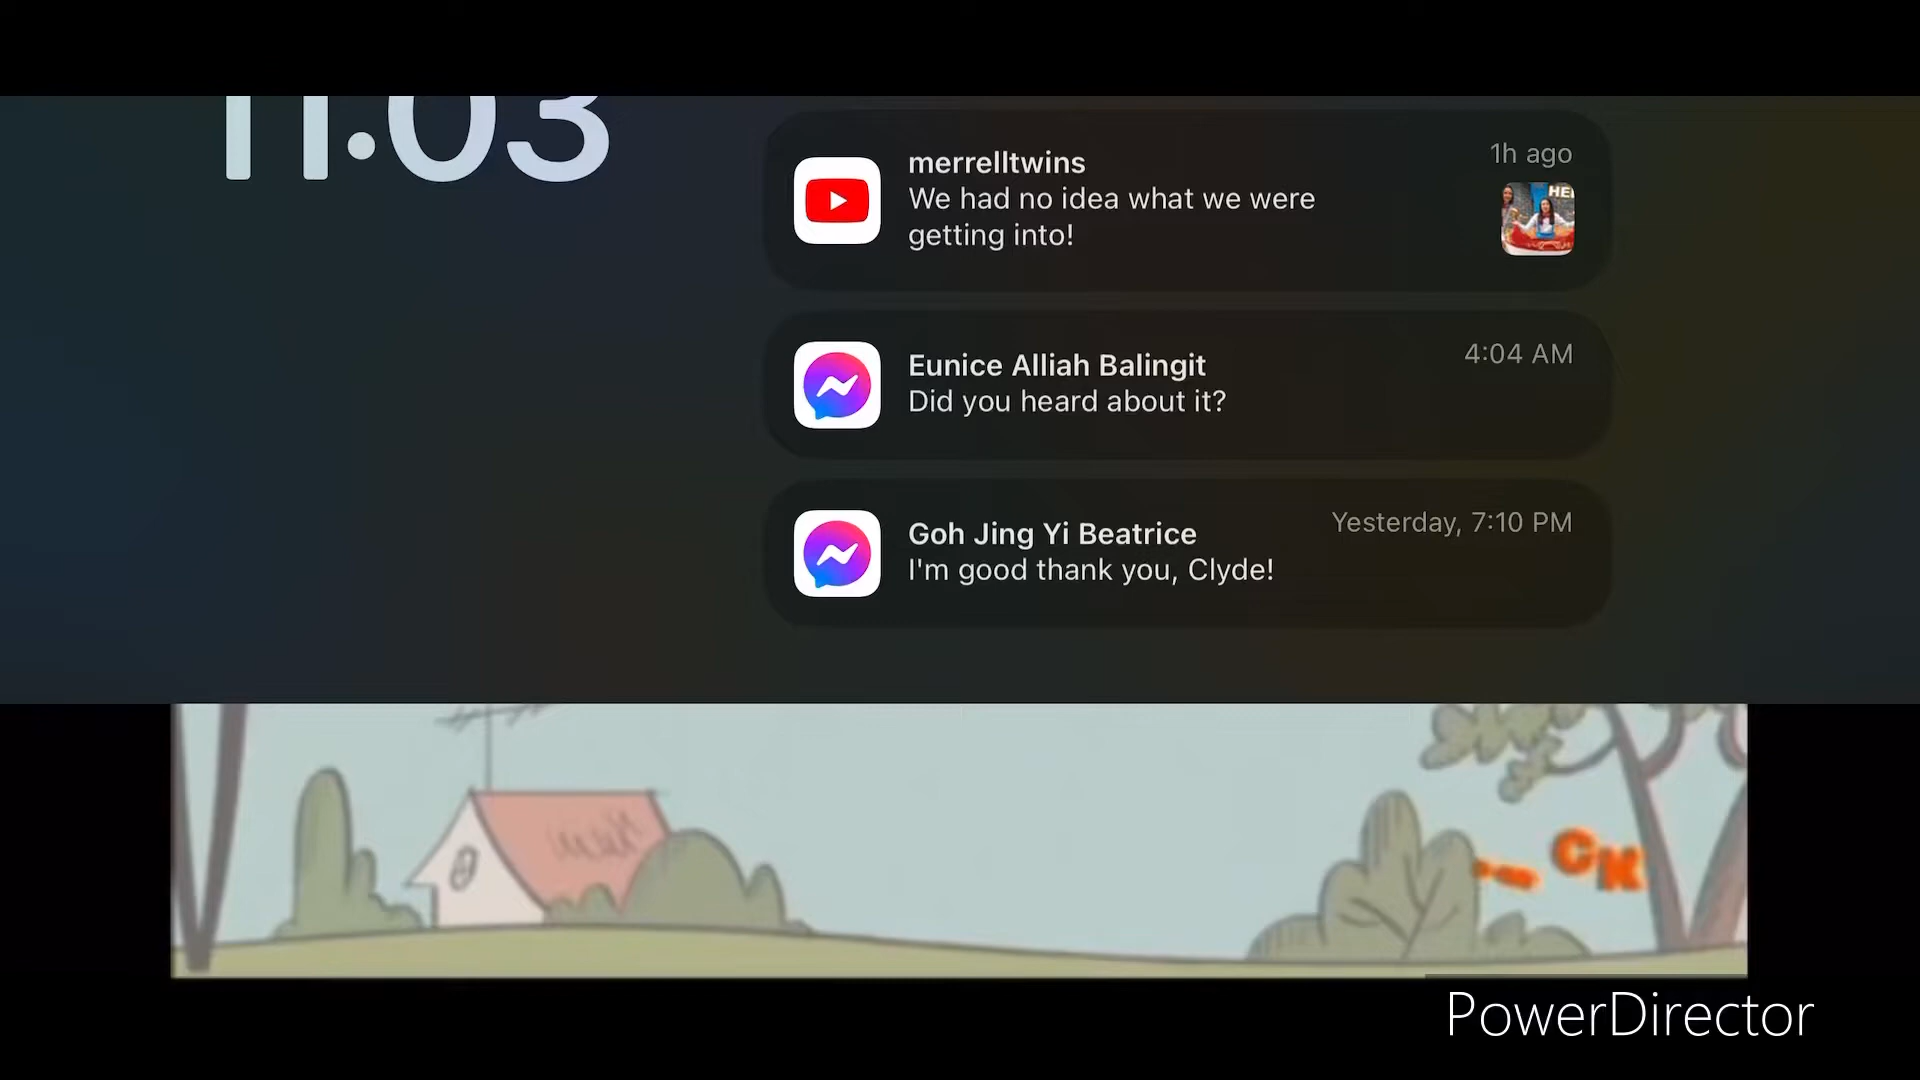 11:03
merrelltwins
1h ago
We had no idea what we were
getting into!
HE
Eunice Alliah Balingit
4:04 AM
Did you heard about it?
Goh Jing Yi Beatrice
Yesterday, 7:10 PM
I'm good thank you, Clyde!
CK
PowerDirector